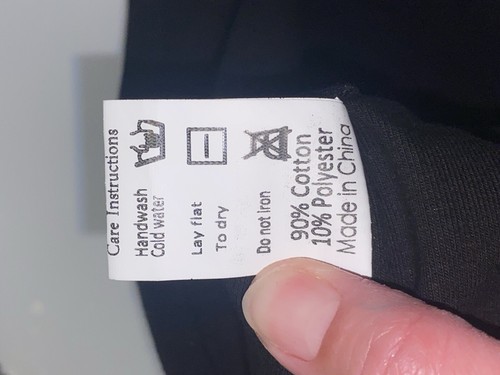 Care Instructions
Handwash
Cold water
Lay flat
To dry
Do not iron
90% Cotton
10% Polyester
Made in China